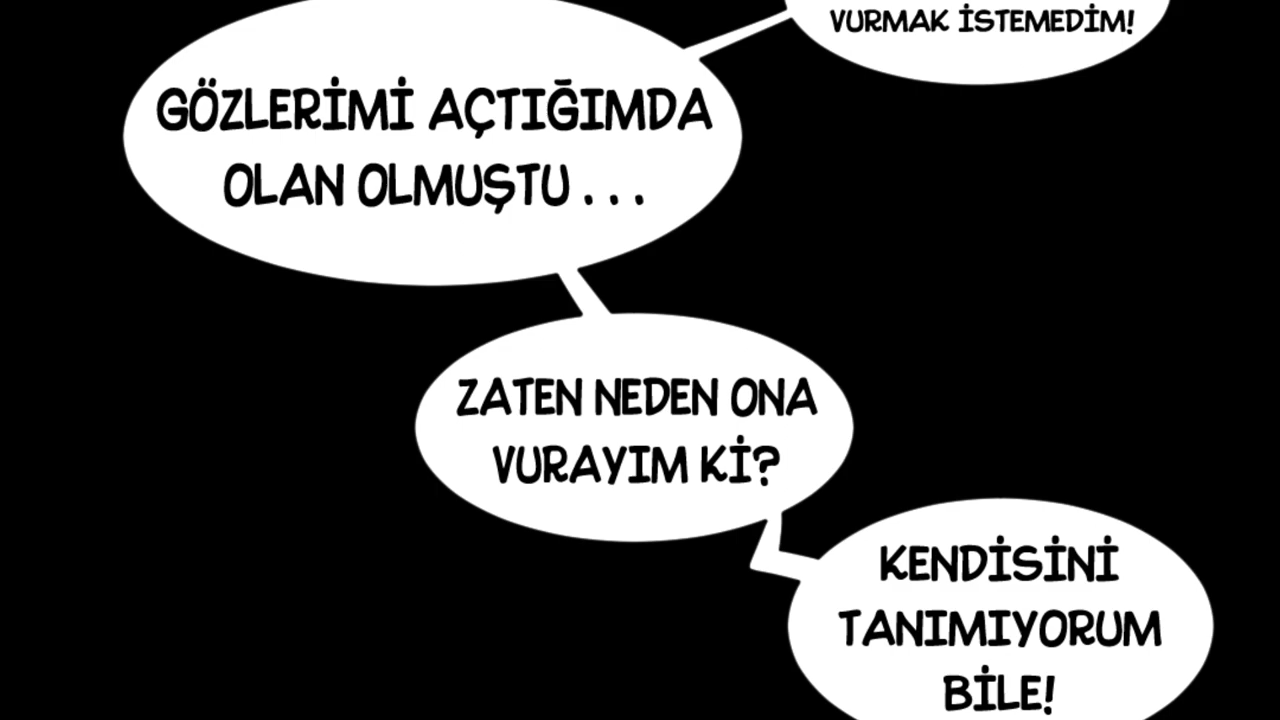 VURMAK İSTEMEDİM!
GÖZLERİMİ AÇTIĞIMDA
OLAN OLMUŞTU . . .
ZATEN NEDEN ONA
VURAYIM Kİ?
KENDİSİNİ
TANIMIYORUM
BİLE!